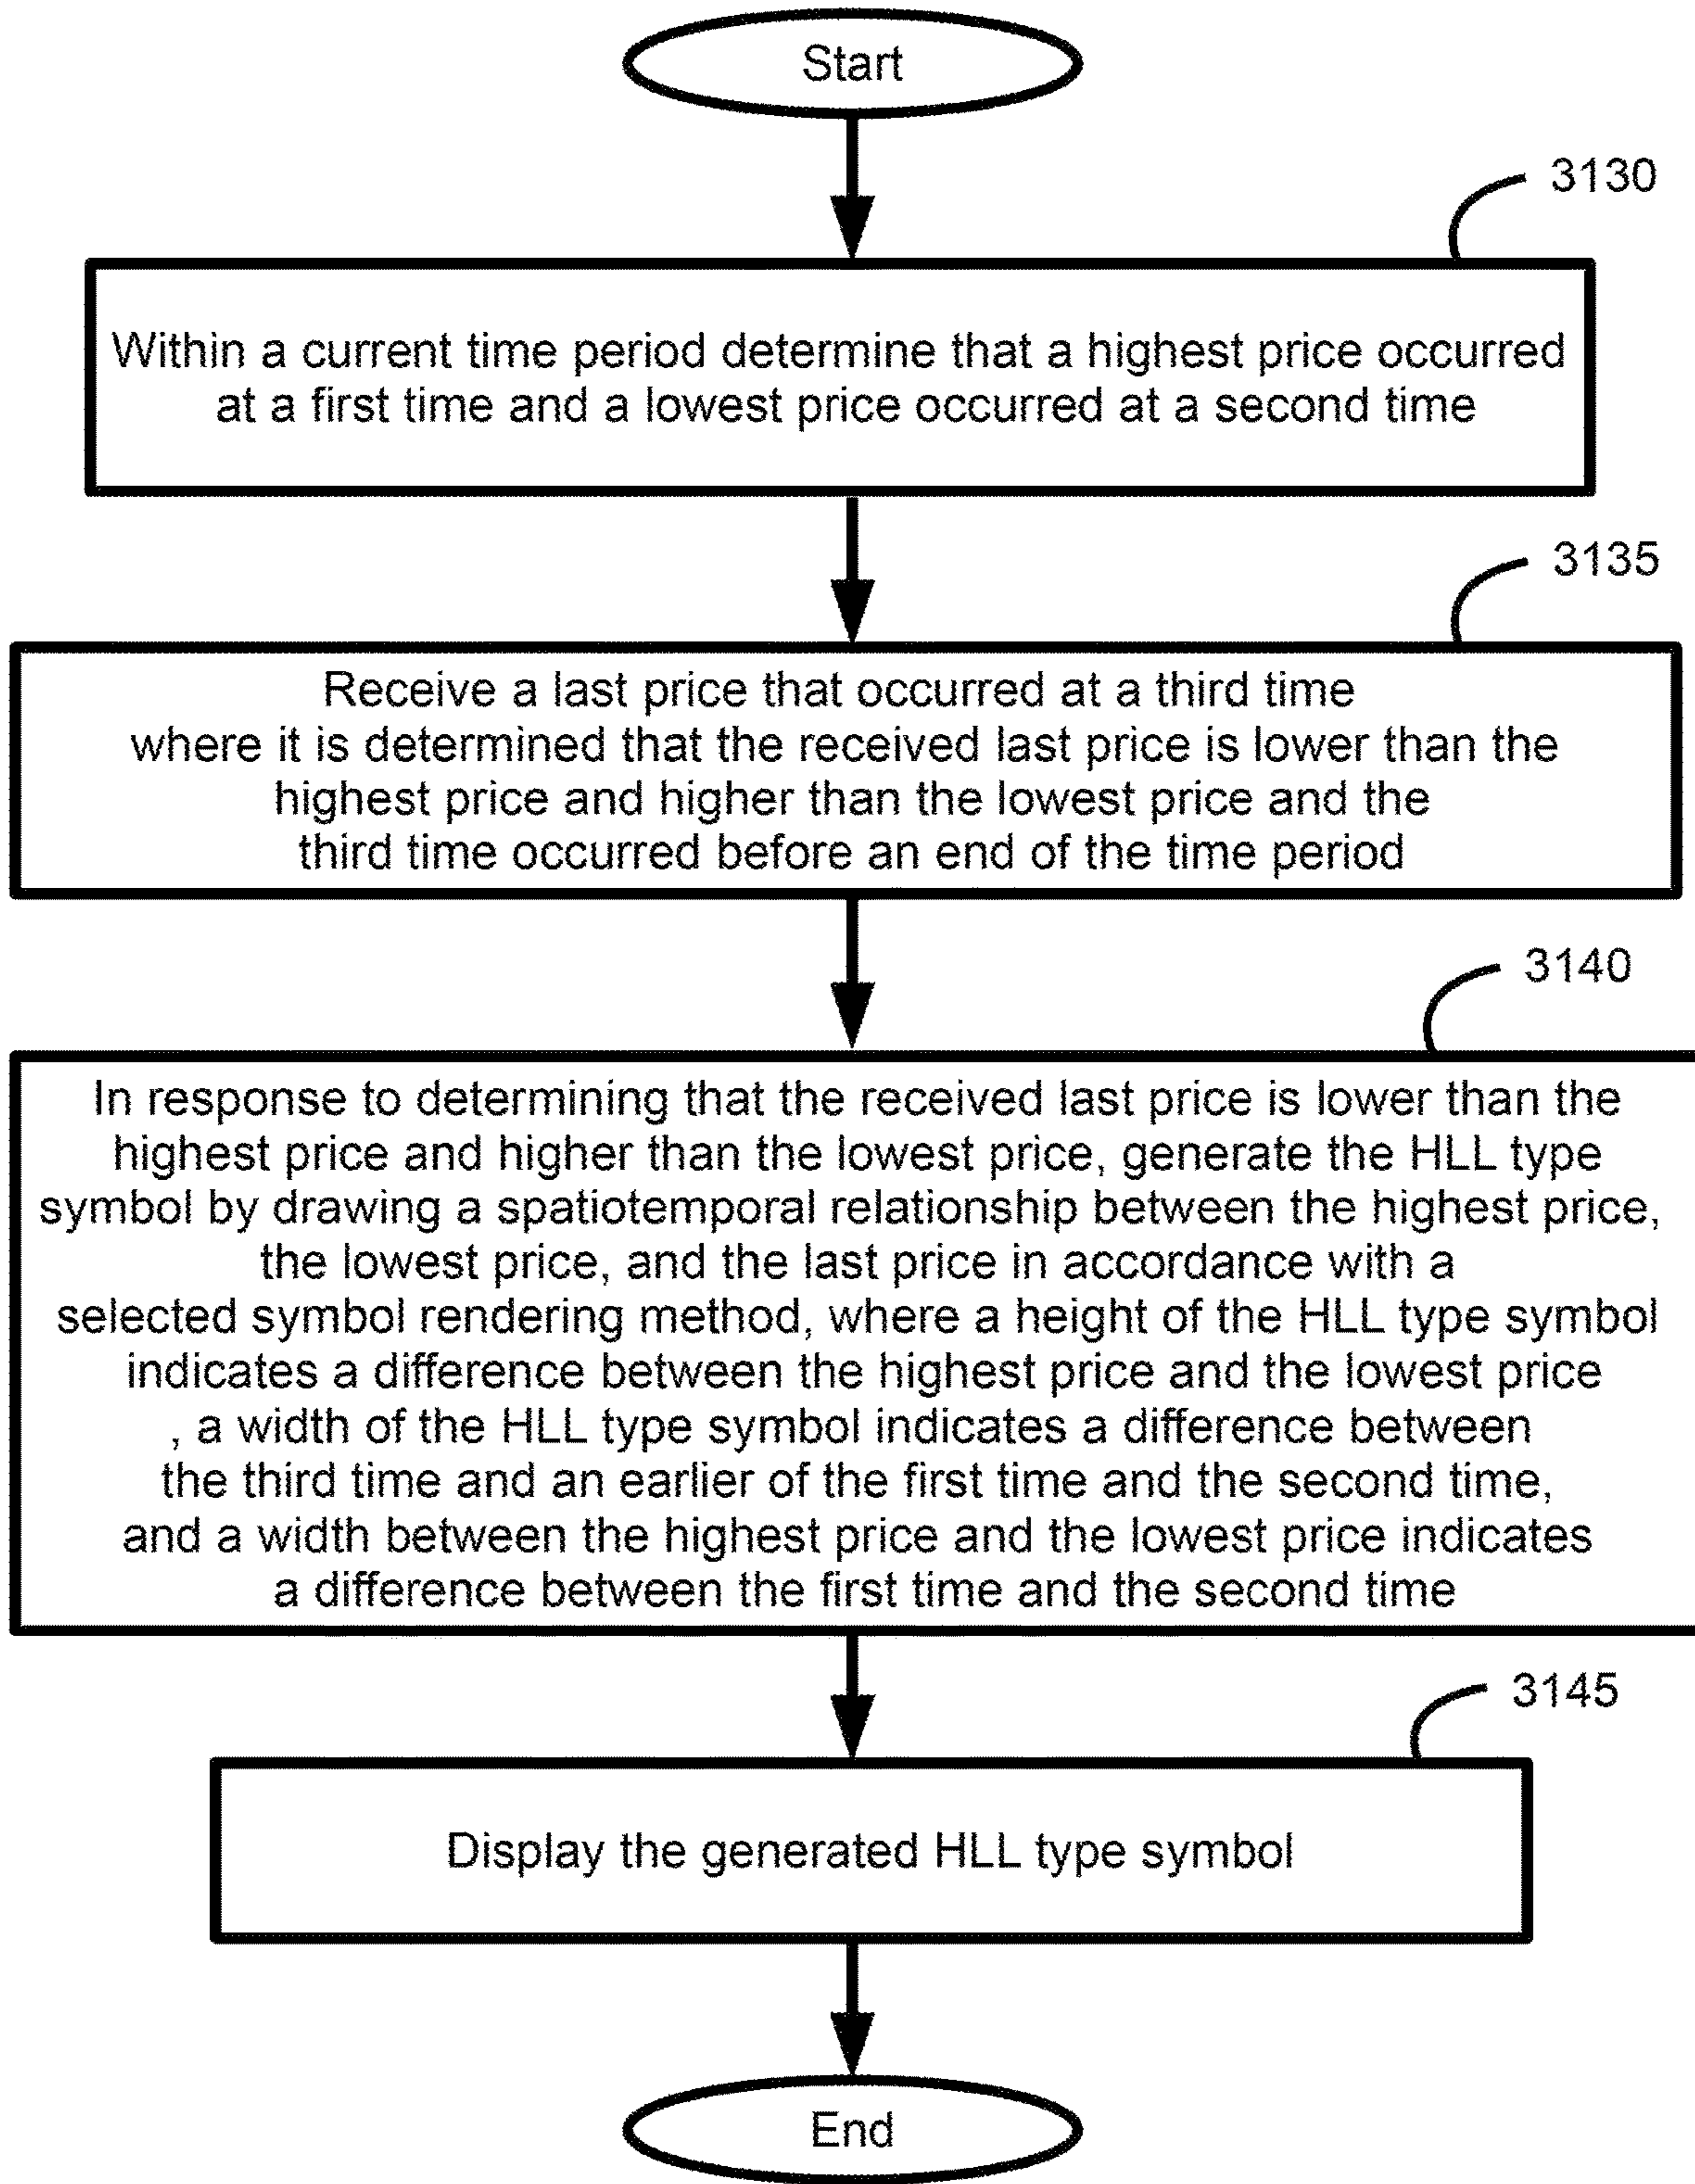 Start
3130
Within a current time period determine that a highest price occurred
at a first time and a lowest price occurred at a second time
3135
Receive a last price that occurred at a third time
where it is determined that the received last price is lower than the
highest price and higher than the lowest price and the
third time occurred before an end of the time period
3140
In response to determining that the received last price is lower than the
highest price and higher than the lowest price, generate the HLL type
symbol by drawing a spatiotemporal relationship between the highest price,
the lowest price, and the last price in accordance with a
selected symbol rendering method, where a height of the HLL type symbol
indicates a difference between the highest price and the lowest price
, a width of the HLL type symbol indicates a difference between
the third time and an earlier of the first time and the second time,
and a width between the highest price and the lowest price indicates
a difference between the first time and the second time
3145
Display the generated HLL type symbol
End